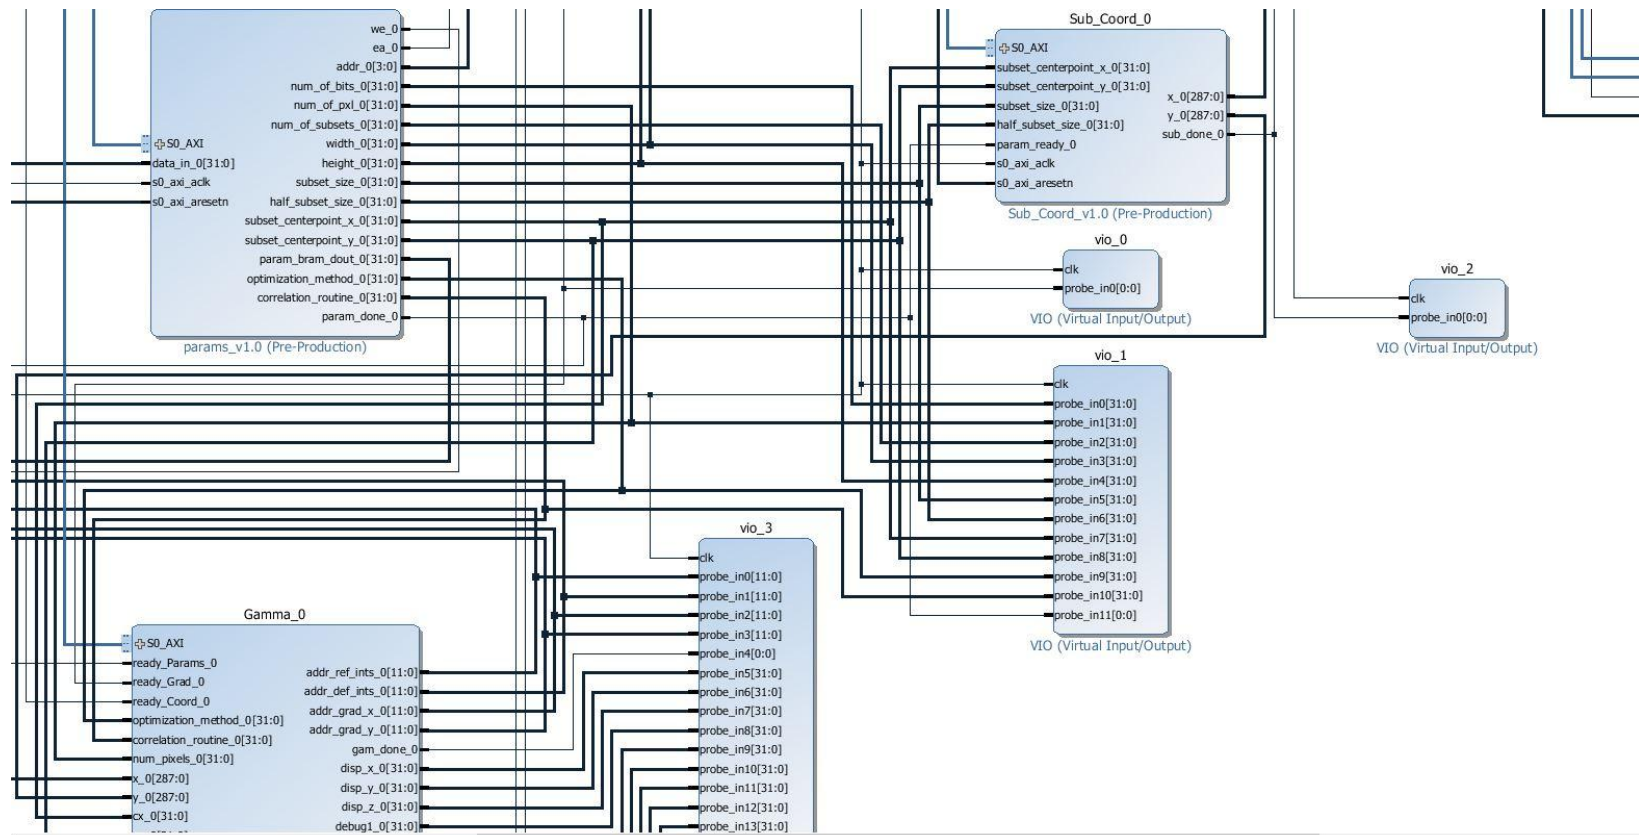 we_0
ea_0
addr_0[3:0]
num_of_bits_0[31:0]
num_of_pxl_0[31:0]
num_of_subsets_0[31:0]
S0_AXI
width_0[31:0]
data_in_0[31:0]
height_0[31:0]
s0_axi_aclk
subset_size_0[31:0]
s0_axi_aresetn
half_subset_size_0[31:0]
subset_centerpoint_x_0[31:0]
subset_centerpoint_y_0[31:0]
param_bram_dout_0[31:0]
optimization_method_0[31:0]
correlation_routine_0[31:0]
param_done_0
params_v1.0 (Pre-Production)
Sub_Coord_0
S0_AXI
subset_centerpoint_x_0[31:0]
subset_centerpoint_y_0[31:0]
subset_size_0[31:0]
half_subset_size_0[31:0]
param_ready_0
s0_axi_aclk
s0_axi_aresetn
x_0[287:0]
y_0[287:0]
sub_done_0
Sub_Coord_v1.0 (Pre-Production)
vio_0
clk
probe_in0[0:0]
VIO (Virtual Input/Output)
vio_2
clk
probe_in0[0:0]
VIO (Virtual Input/Output)
vio_1
clk
probe_in0[31:0]
probe_in1[31:0]
probe_in2[31:0]
probe_in3[31:0]
probe_in4[31:0]
probe_in5[31:0]
probe_in6[31:0]
probe_in7[31:0]
probe_in8[31:0]
probe_in9[31:0]
probe_in10[31:0]
probe_in11[0:0]
VIO (Virtual Input/Output)
vio_3
clk
probe_in0[11:0]
probe_in1[11:0]
probe_in2[11:0]
probe_in3[11:0]
probe_in4[0:0]
probe_in5[31:0]
probe_in6[31:0]
probe_in7[31:0]
probe_in8[31:0]
probe_in9[31:0]
probe_in10[31:0]
probe_in11[31:0]
probe_in12[31:0]
probe_in13[31:0]
Gamma_0
S0_AXI
ready_Params_0
ready_Grad_0
ready_Coord_0
optimization_method_0[31:0]
correlation_routine_0[31:0]
num_pixels_0[31:0]
x_0[287:0]
y_0[287:0]
cx_0[31:0]
addr_ref_ints_0[11:0]
addr_def_ints_0[11:0]
addr_grad_x_0[11:0]
addr_grad_y_0[11:0]
gam_done_0
disp_x_0[31:0]
disp_y_0[31:0]
disp_z_0[31:0]
debug1_0[31:0]